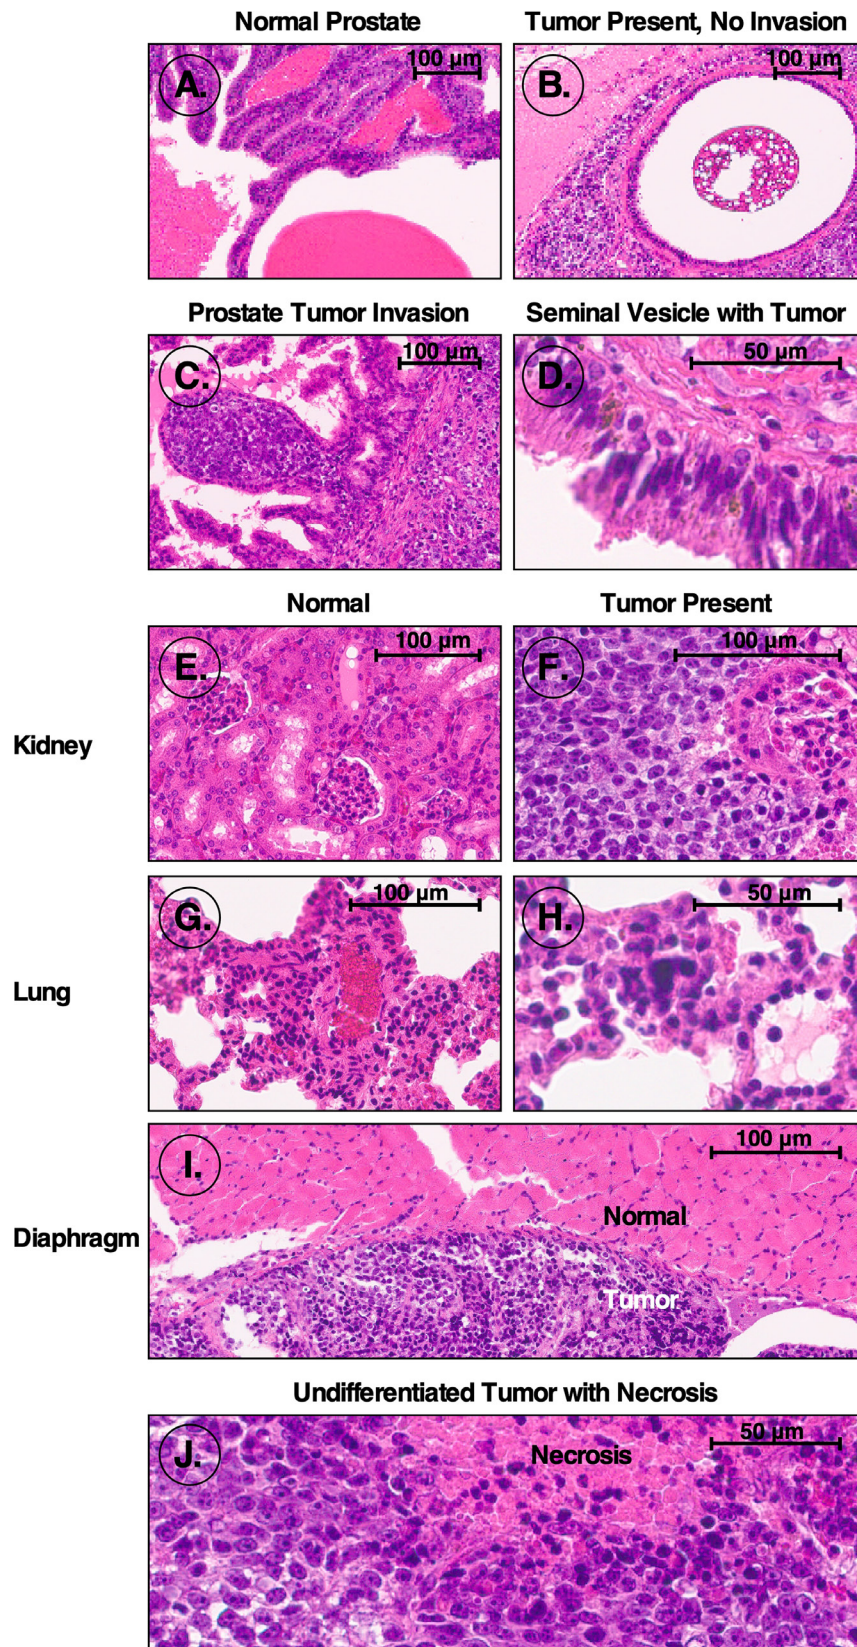 Normal Prostate
Tumor Present, No Invasion
A.
100 µm
B.
100 µm
Prostate Tumor Invasion
Seminal Vesicle with Tumor
C.
100 µm
D.
50 µm
Normal
Tumor Present
Kidney
E.
100 µm
F.
100 µm
Lung
G.
100 µm
H.
50 µm
Diaphragm
I.
100 µm
Normal
Tumor
Undifferentiated Tumor with Necrosis
J.
50 µm
Necrosis